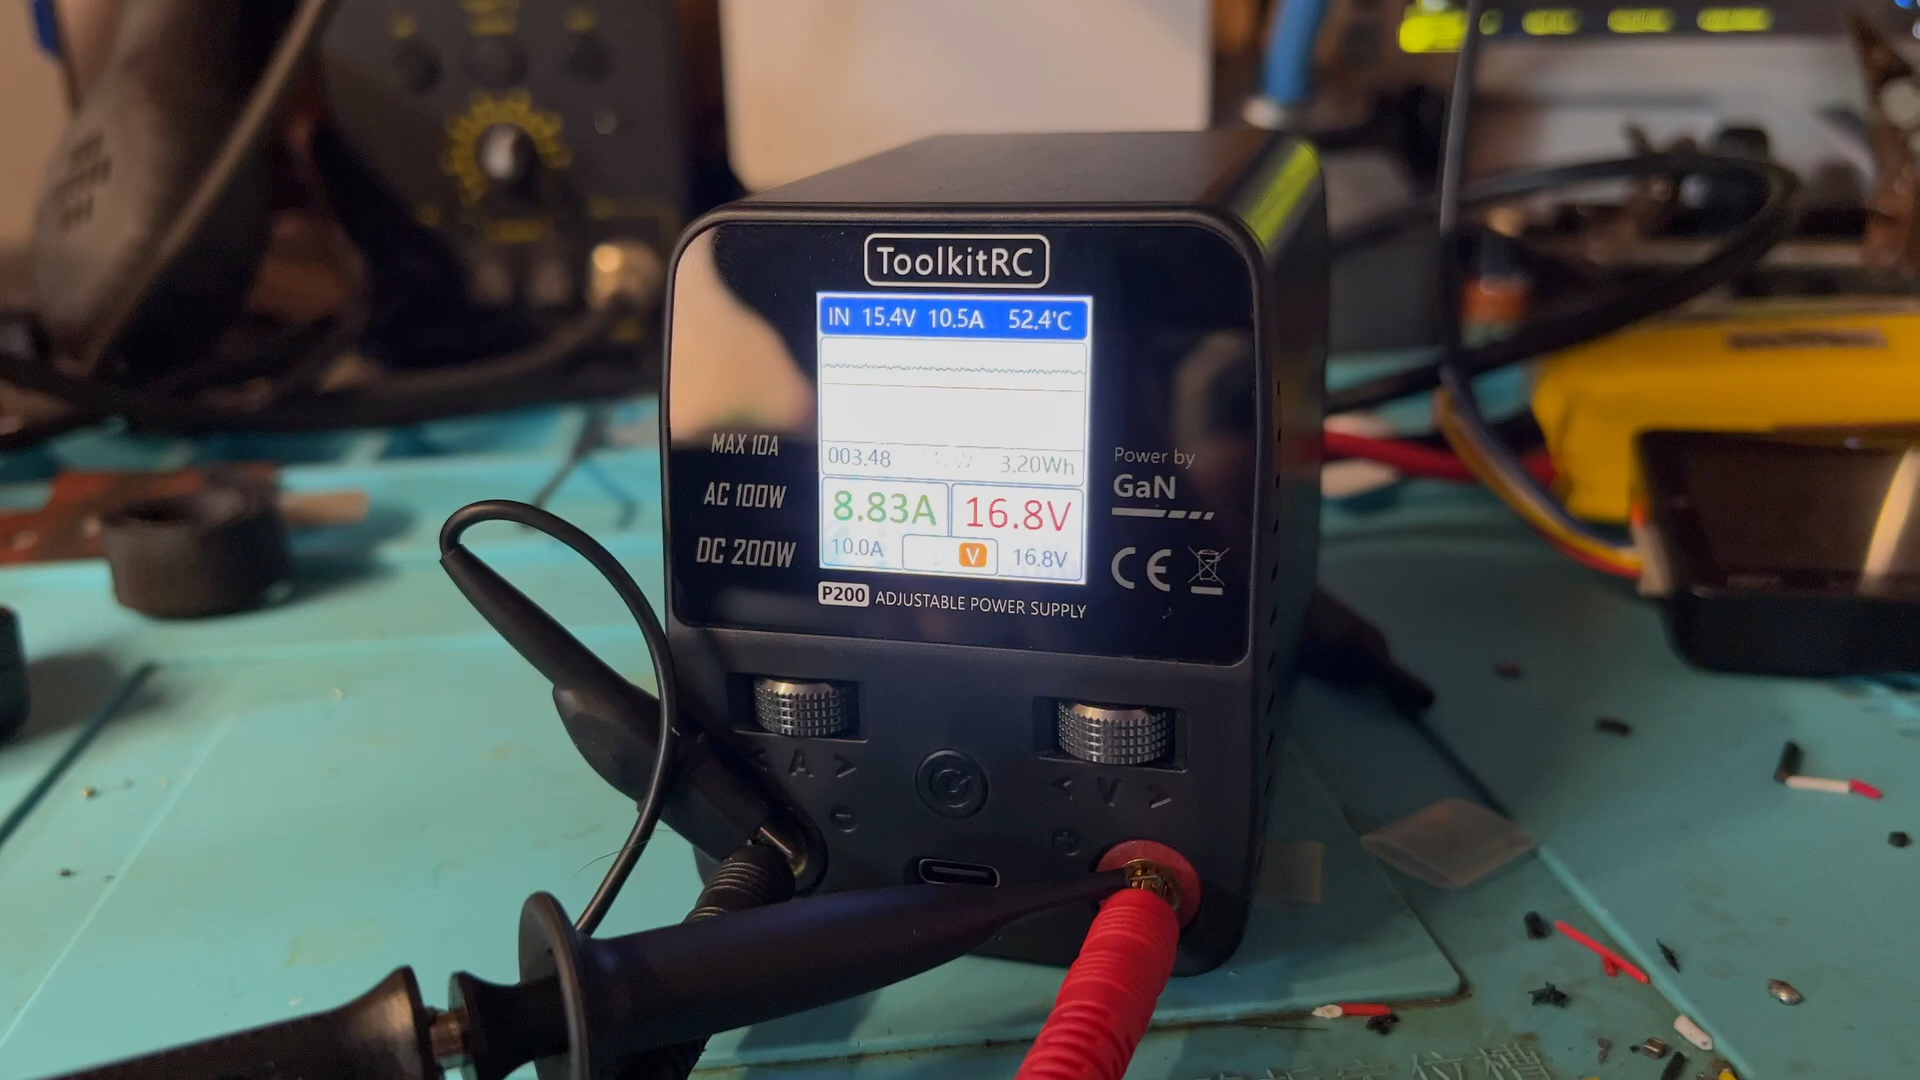 ToolkitRC
IN 15.4V 10.5A 52.4'C
003.48 3.20Wh
8.83A 16.8V
10.0A V 16.8V
MAX 10A
AC 100W
DC 200W
Power by
GaN
CE
P200 ADJUSTABLE POWER SUPPLY
< A >
< V >
-
+